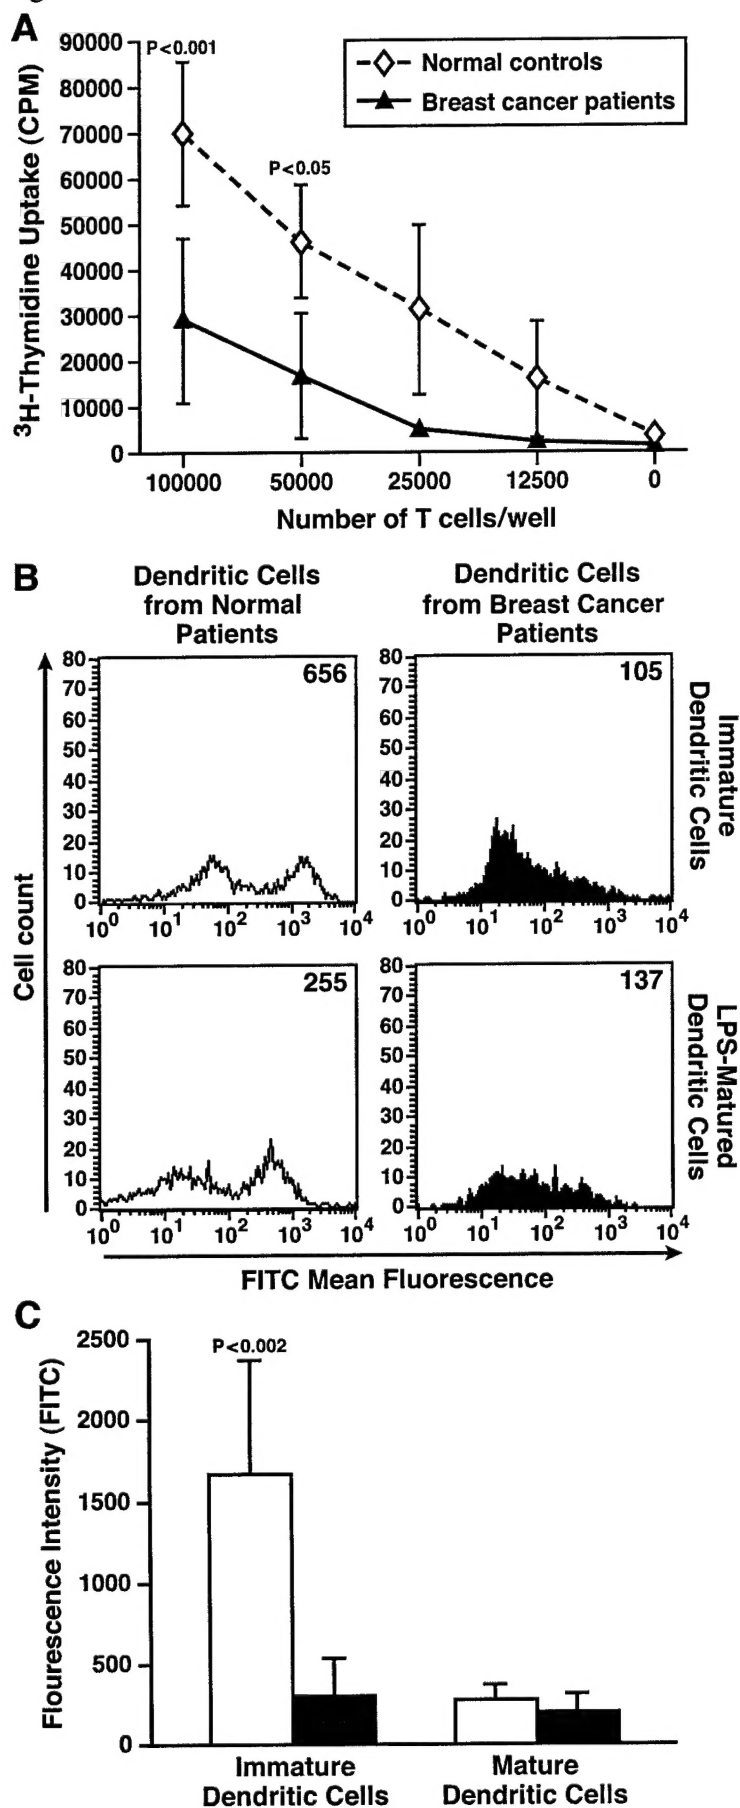 A
P<0.001
P<0.05
Normal controls
Breast cancer patients
³H-Thymidine Uptake (CPM)
90000
80000
70000
60000
50000
40000
30000
20000
10000
0
100000 50000 25000 12500 0
Number of T cells/well
B
Dendritic Cells
from Normal
Patients
Dendritic Cells
from Breast Cancer
Patients
Cell count
80
70
60
50
40
30
20
10
0
656
10⁰ 10¹ 10² 10³ 10⁴
80
70
60
50
40
30
20
10
0
105
10⁰ 10¹ 10² 10³ 10⁴
Immature
Dendritic Cells
80
70
60
50
40
30
20
10
0
255
10⁰ 10¹ 10² 10³ 10⁴
80
70
60
50
40
30
20
10
0
137
10⁰ 10¹ 10² 10³ 10⁴
LPS-Matured
Dendritic Cells
FITC Mean Fluorescence
C
Flourescence Intensity (FITC)
2500
2000
1500
1000
500
0
P<0.002
Immature
Dendritic Cells
Mature
Dendritic Cells